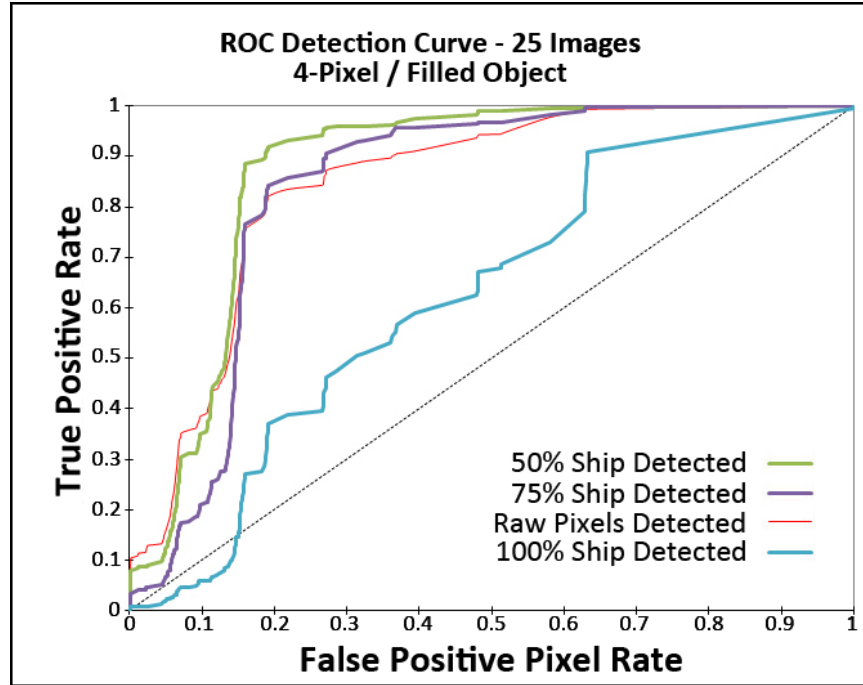 ROC Detection Curve - 25 Images
4-Pixel / Filled Object
True Positive Rate
1
0.9
0.8
0.7
0.6
0.5
0.4
0.3
0.2
0.1
0
50% Ship Detected
75% Ship Detected
Raw Pixels Detected
100% Ship Detected
0 0.1 0.2 0.3 0.4 0.5 0.6 0.7 0.8 0.9 1
False Positive Pixel Rate